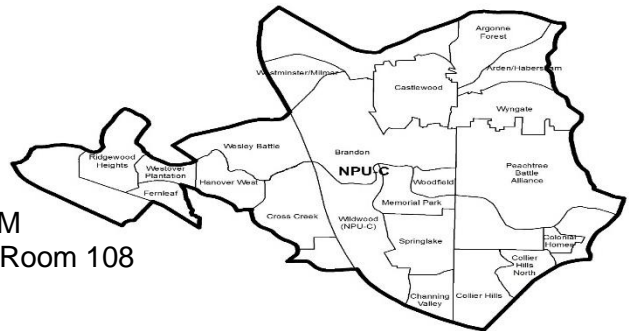 Argonne
Forest
Westminster/Milmar
Arden/Habersham
Castlewood
Wyngate
Wesley Battle
Brandon
Ridgewood
Heights
Westover
Plantation
Hanover West
NPU-C
Woodfield
Peachtree
Battle
Alliance
Fernleaf
Memorial Park
Cross Creek
Wildwood
(NPU-C)
M
Room 108
Springlake
Colonial
Homes
Collier
Hills
North
Channing
Valley
Collier Hills